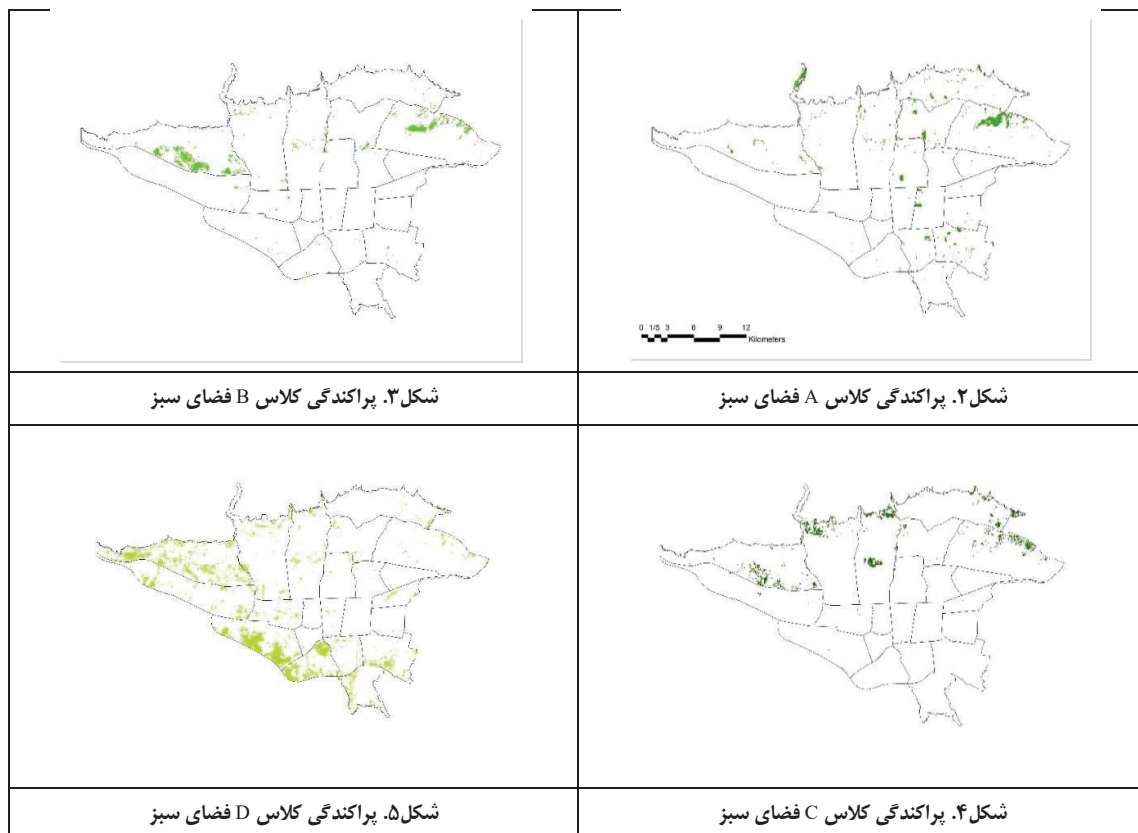 0 1/5 3 6 9 12
Kilometers
شکل۲. پراکندگی کلاس A فضای سبز
شکل۳. پراکندگی کلاس B فضای سبز
شکل۴. پراکندگی کلاس C فضای سبز
شکل۵. پراکندگی کلاس D فضای سبز